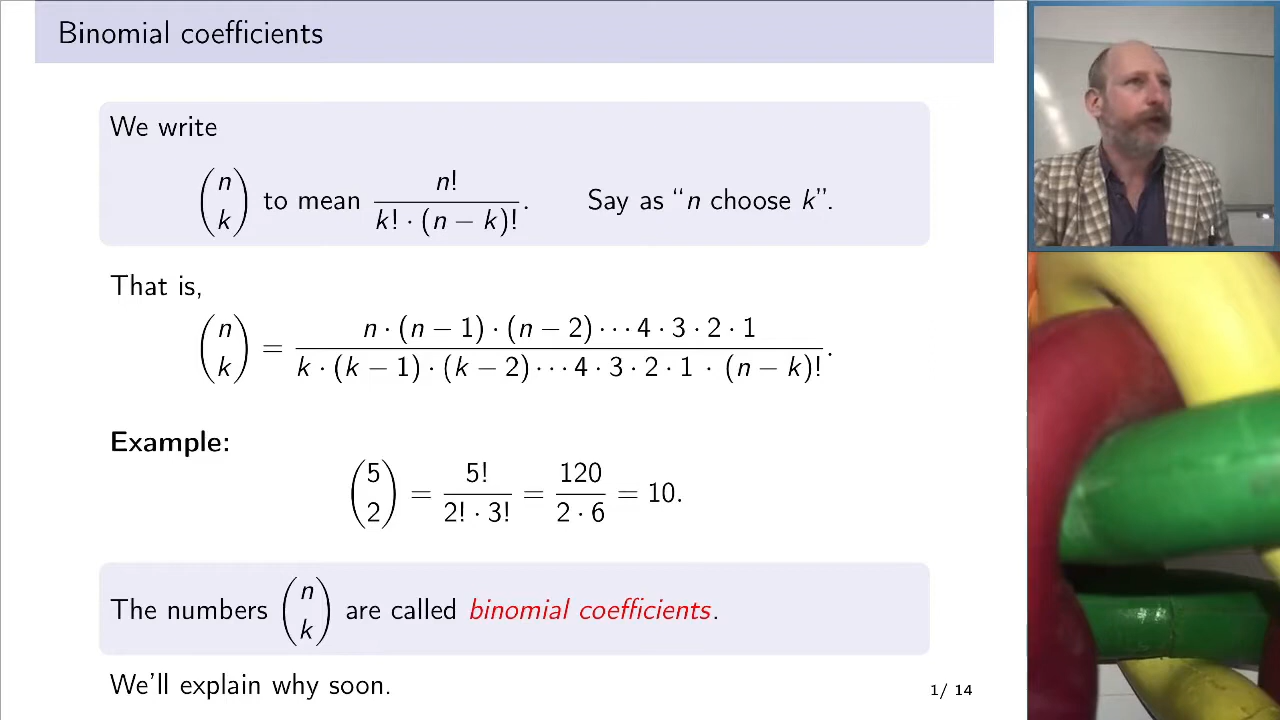 Binomial coefficients
We write
(n k) to mean n! / k! · (n − k)! . Say as “n choose k”.
That is,
(n k) = n · (n − 1) · (n − 2) · · · 4 · 3 · 2 · 1 / k · (k − 1) · (k − 2) · · · 4 · 3 · 2 · 1 · (n − k)! .
Example:
(5 2) = 5! / 2! · 3! = 120 / 2 · 6 = 10.
The numbers (n k) are called binomial coefficients.
We’ll explain why soon.
1/ 14